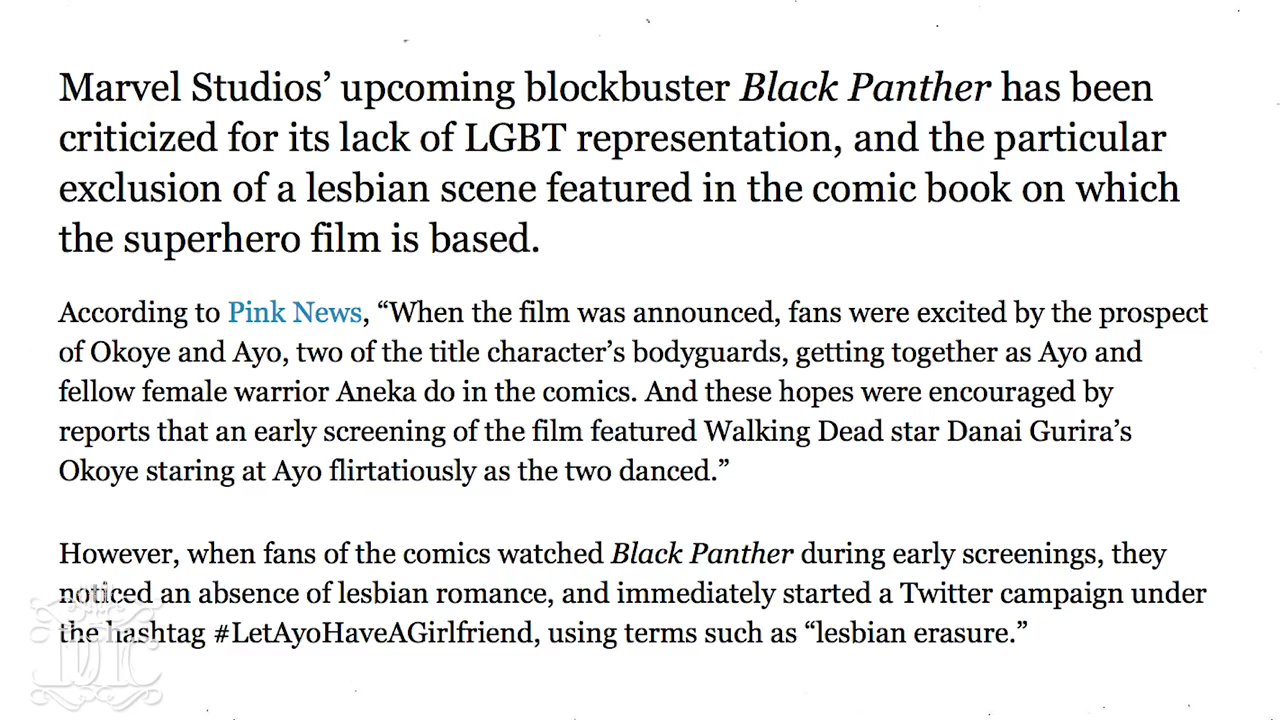 Marvel Studios’ upcoming blockbuster Black Panther has been
criticized for its lack of LGBT representation, and the particular
exclusion of a lesbian scene featured in the comic book on which
the superhero film is based.
According to Pink News, “When the film was announced, fans were excited by the prospect
of Okoye and Ayo, two of the title character’s bodyguards, getting together as Ayo and
fellow female warrior Aneka do in the comics. And these hopes were encouraged by
reports that an early screening of the film featured Walking Dead star Danai Gurira’s
Okoye staring at Ayo flirtatiously as the two danced.”
However, when fans of the comics watched Black Panther during early screenings, they
noticed an absence of lesbian romance, and immediately started a Twitter campaign under
the hashtag #LetAyoHaveAGirlfriend, using terms such as “lesbian erasure.”